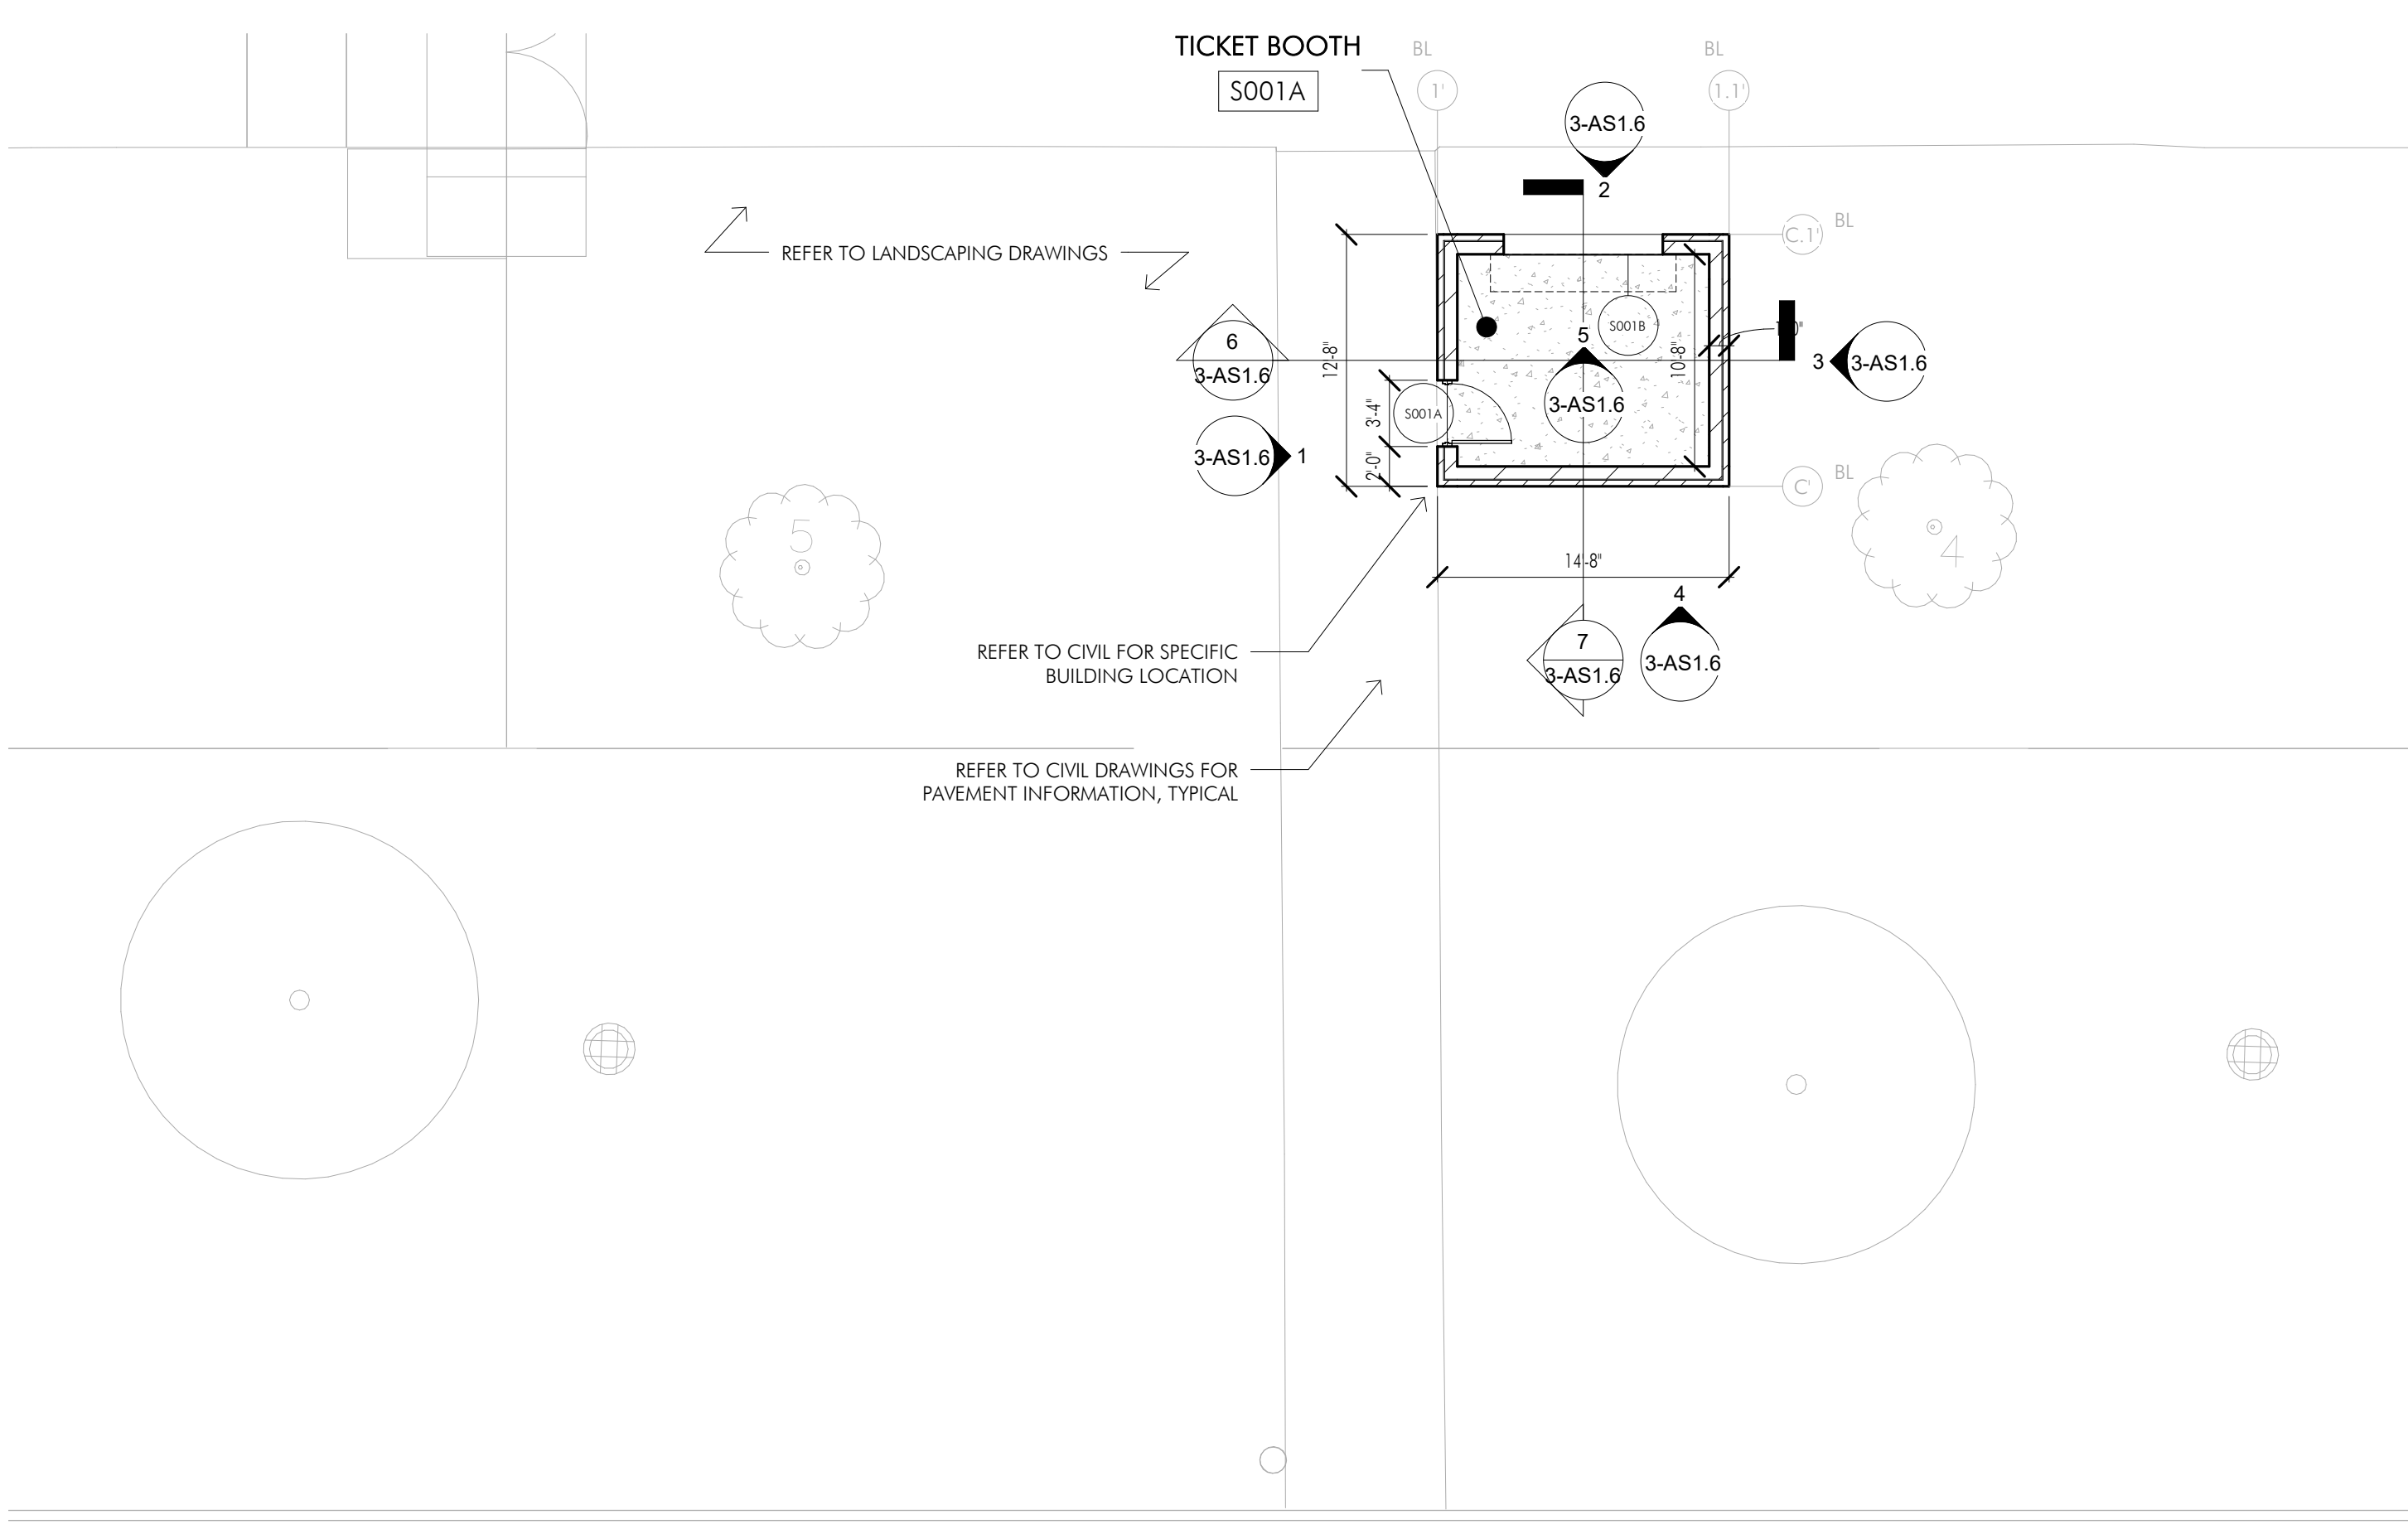 TICKET BOOTH
S001A
BL
BL
1'
1.1'
3-AS1.6
2
C.1'
BL
REFER TO LANDSCAPING DRAWINGS
6
3-AS1.6
12'-8"
5
S001B
10'-8"
3
3-AS1.6
3-AS1.6
S001A
3'-4"
3-AS1.6
1
2'-0"
C'
BL
5
4
14'-8"
4
7
3-AS1.6
3-AS1.6
REFER TO CIVIL FOR SPECIFIC
BUILDING LOCATION
REFER TO CIVIL DRAWINGS FOR
PAVEMENT INFORMATION, TYPICAL